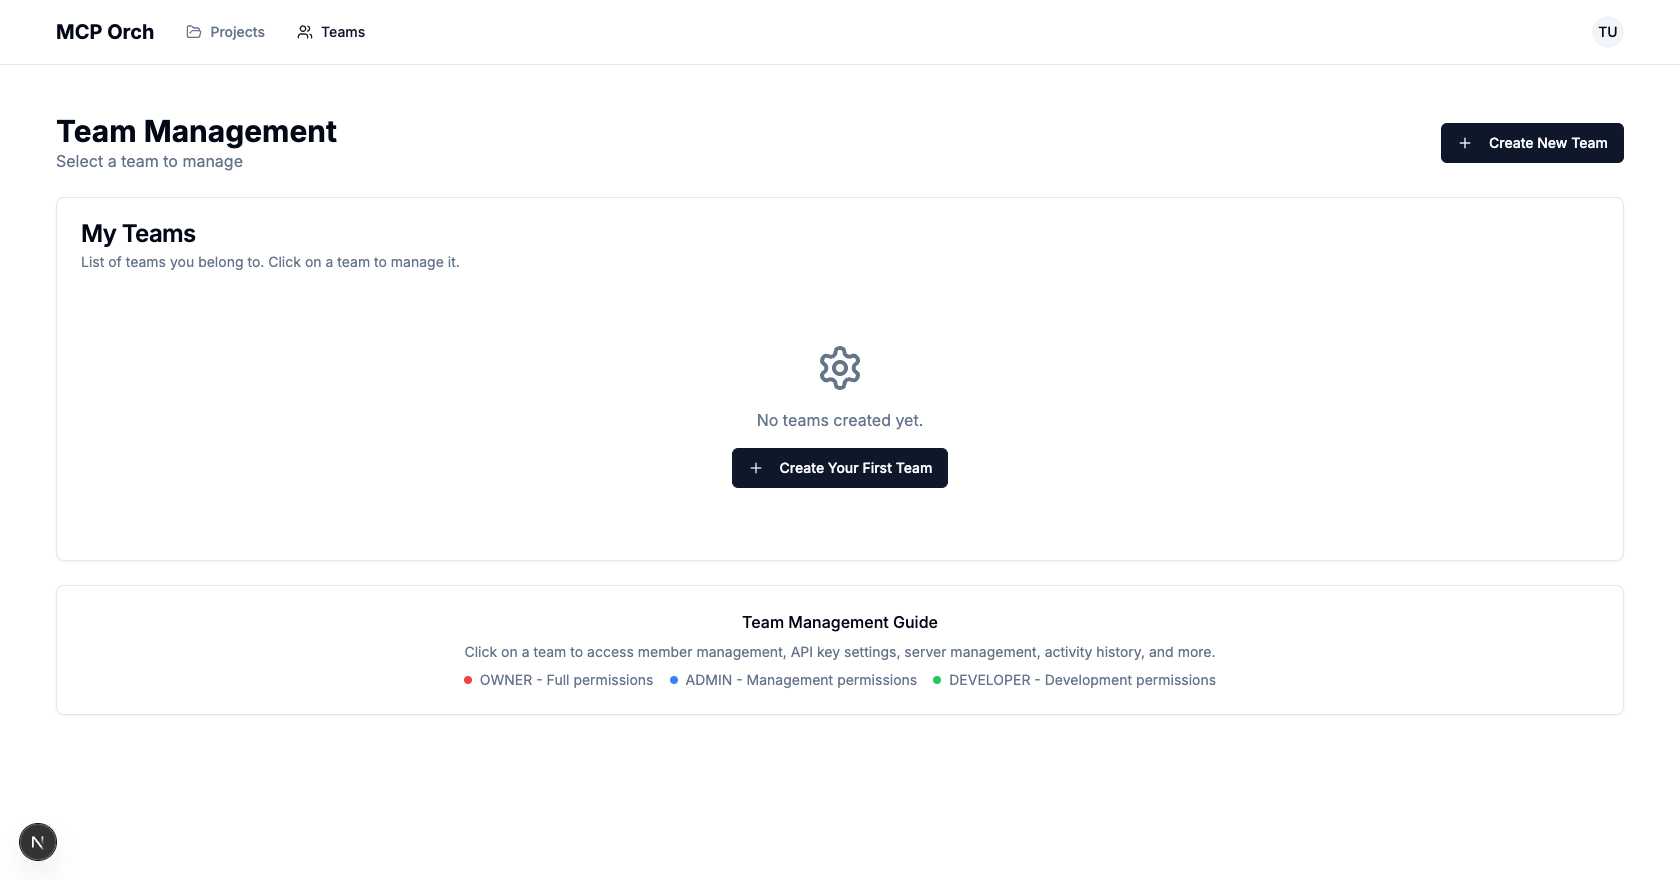 MCP Orch
Projects
Teams
TU
Team Management
Select a team to manage
Create New Team
My Teams
List of teams you belong to. Click on a team to manage it.
No teams created yet.
Create Your First Team
Team Management Guide
Click on a team to access member management, API key settings, server management, activity history, and more.
OWNER - Full permissions
ADMIN - Management permissions
DEVELOPER - Development permissions
N